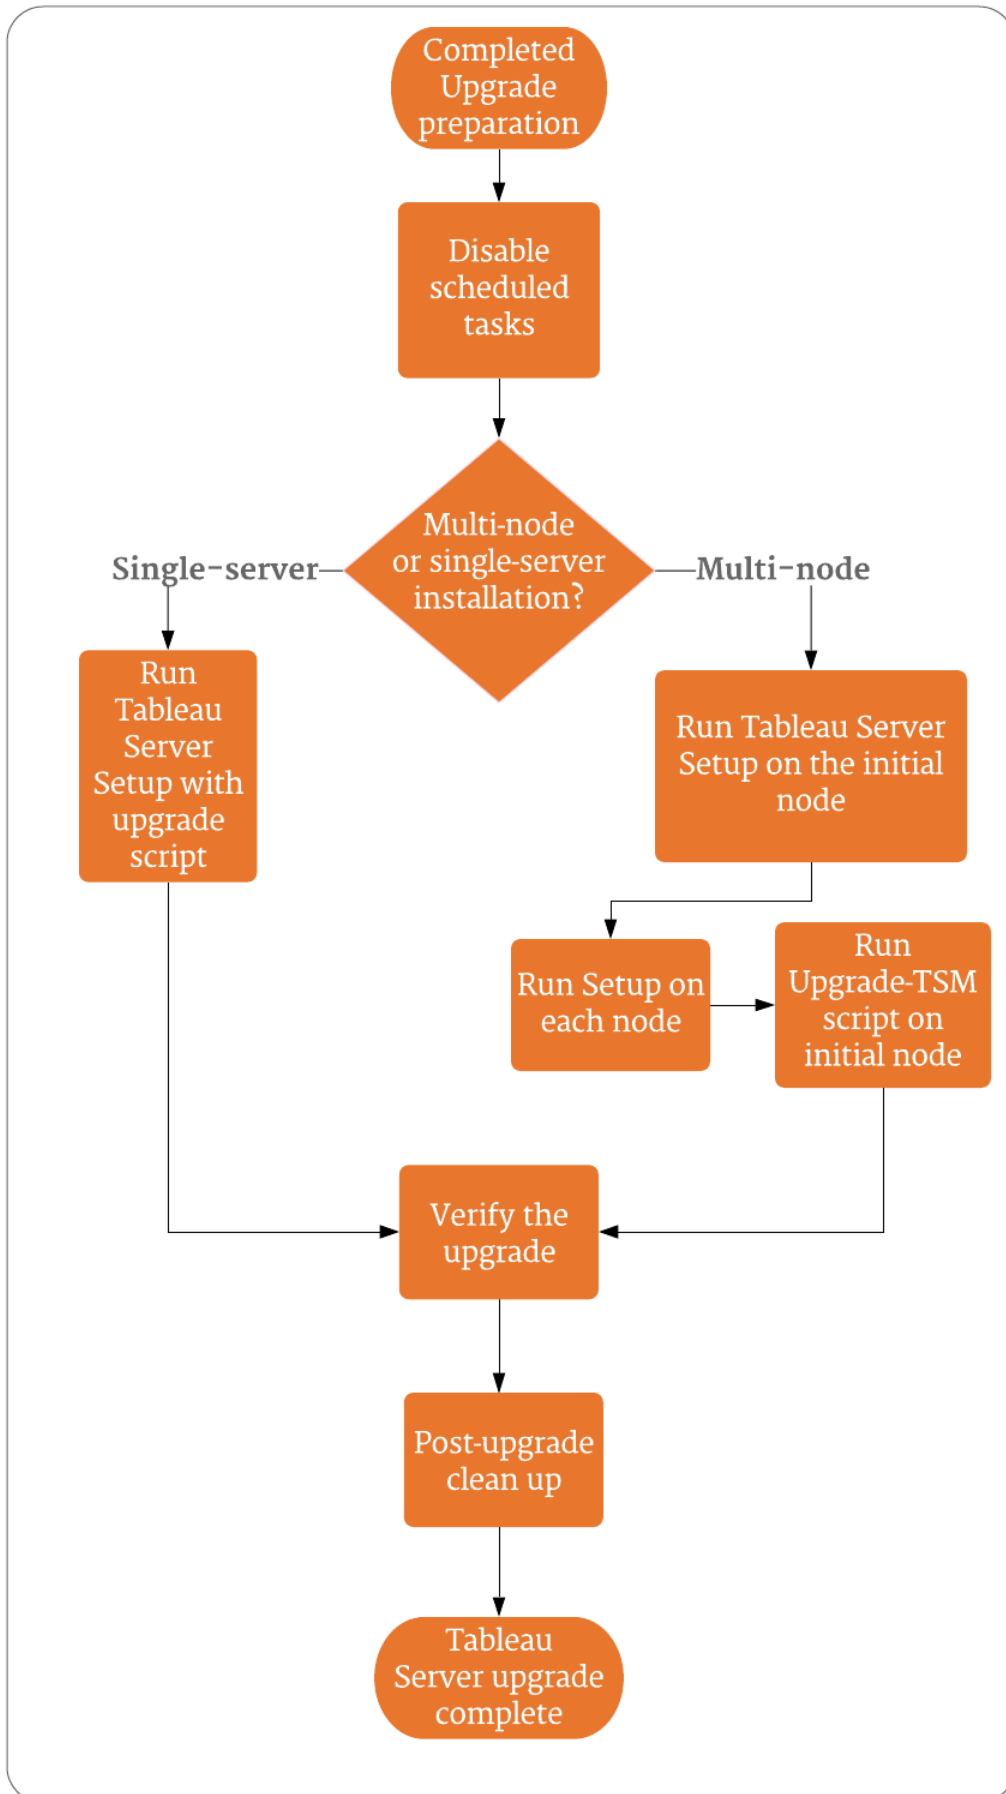 Completed
Upgrade
preparation
Disable
scheduled
tasks
Multi-node
or single-server
installation?
Single-server
Multi-node
Run
Tableau
Server
Setup with
upgrade
script
Run Tableau Server
Setup on the initial
node
Run Setup on
each node
Run
Upgrade-TSM
script on
initial node
Verify the
upgrade
Post-upgrade
clean up
Tableau
Server upgrade
complete